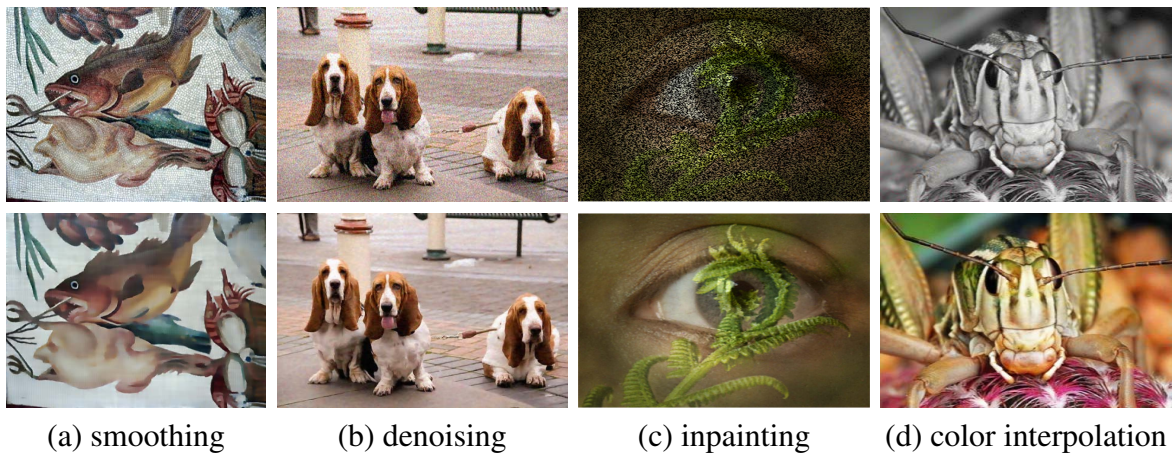 (a) smoothing
(b) denoising
(c) inpainting
(d) color interpolation